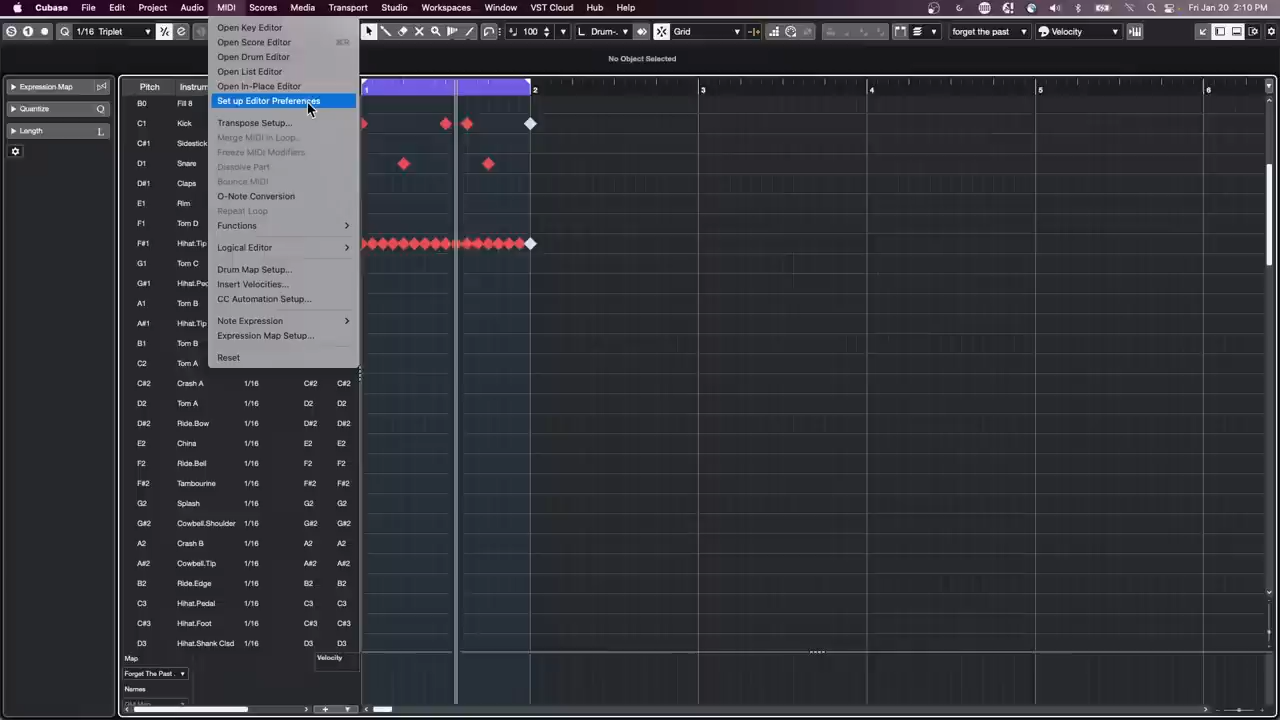 Cubase File Edit Project Audio MIDI Scores Media Transport Studio Workspaces Window VST Cloud Hub Help Fri Jan 20 2:10 PM
S 1 Q 1/16 Triplet 100 Drum-. Grid forget the past Velocity
No Object Selected
Open Key Editor
Open Score Editor ⌘R
Open Drum Editor
Open List Editor
Open In-Place Editor
Set up Editor Preferences
Transpose Setup...
Merge MIDI in Loop...
Freeze MIDI Modifiers
Dissolve Part
Bounce MIDI
O-Note Conversion
Repeat Loop
Functions
Logical Editor
Drum Map Setup...
Insert Velocities...
CC Automation Setup...
Note Expression
Expression Map Setup...
Reset
Expression Map
Quantize Q
Length L
Pitch Instrum
1 2 3 4 5 6
B0 Fill 8
C1 Kick
C#1 Sidestick
D1 Snare
D#1 Claps
E1 Rim
F1 Tom D
F#1 Hihat.Tip
G1 Tom C
G#1 Hihat.Pec
A1 Tom B
A#1 Hihat.Tip
B1 Tom B
C2 Tom A
C#2 Crash A 1/16 C#2 C#2
D2 Tom A 1/16 D2 D2
D#2 Ride.Bow 1/16 D#2 D#2
E2 China 1/16 E2 E2
F2 Ride.Bell 1/16 F2 F2
F#2 Tambourine 1/16 F#2 F#2
G2 Splash 1/16 G2 G2
G#2 Cowbell.Shoulder 1/16 G#2 G#2
A2 Crash B 1/16 A2 A2
A#2 Cowbell.Tip 1/16 A#2 A#2
B2 Ride.Edge 1/16 B2 B2
C3 Hihat.Pedal 1/16 C3 C3
C#3 Hihat.Foot 1/16 C#3 C#3
D3 Hihat.Shank Clsd 1/16 D3 D3
Map Velocity
Forget The Past .
Names
GM Map